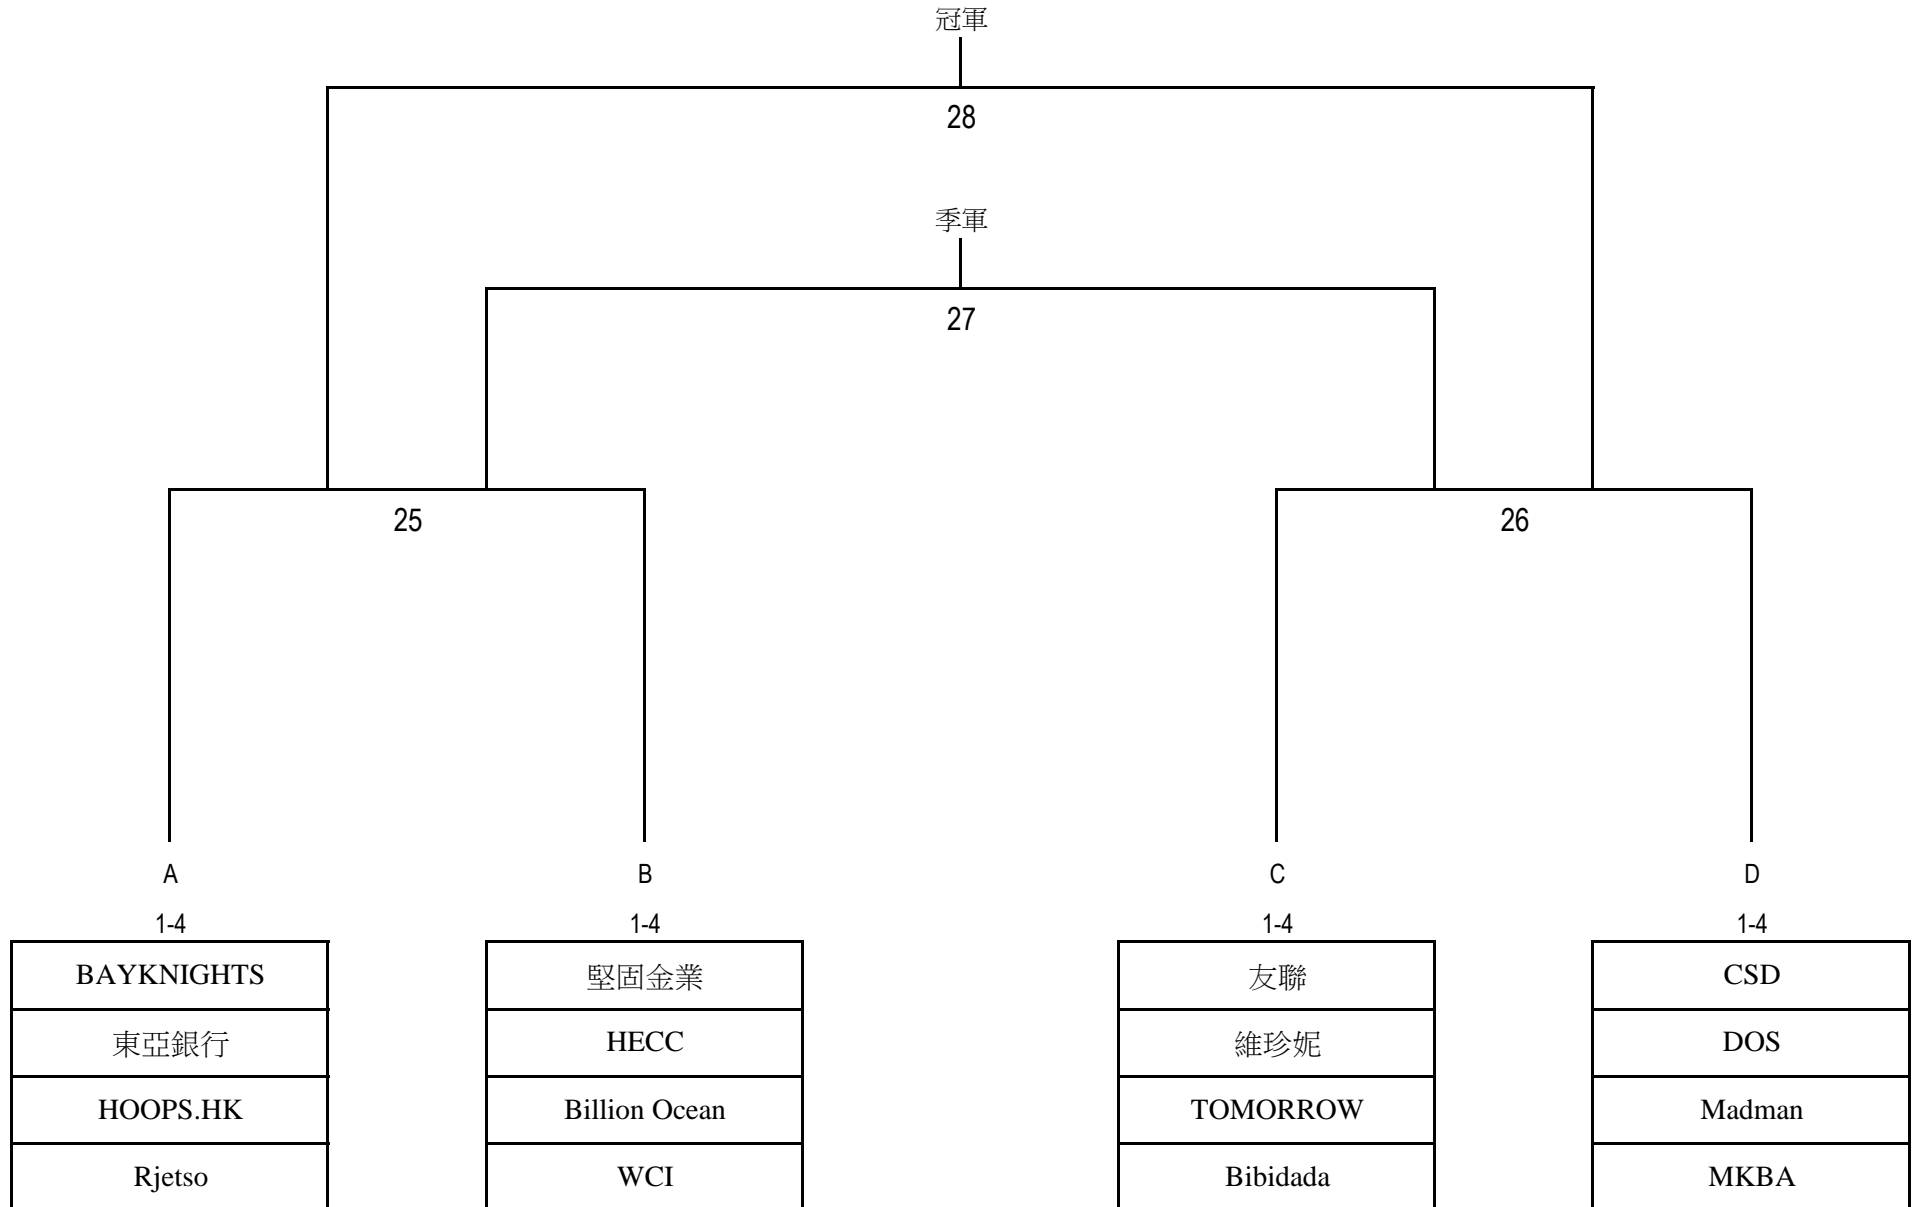 冠軍
28
季軍
27
25 26
A B C D
1-4 1-4 1-4 1-4
BAYKNIGHTS 堅固金業 友聯 CSD
東亞銀行 HECC 維珍妮 DOS
HOOPS.HK Billion Ocean TOMORROW Madman
Rjetso WCI Bibidada MKBA